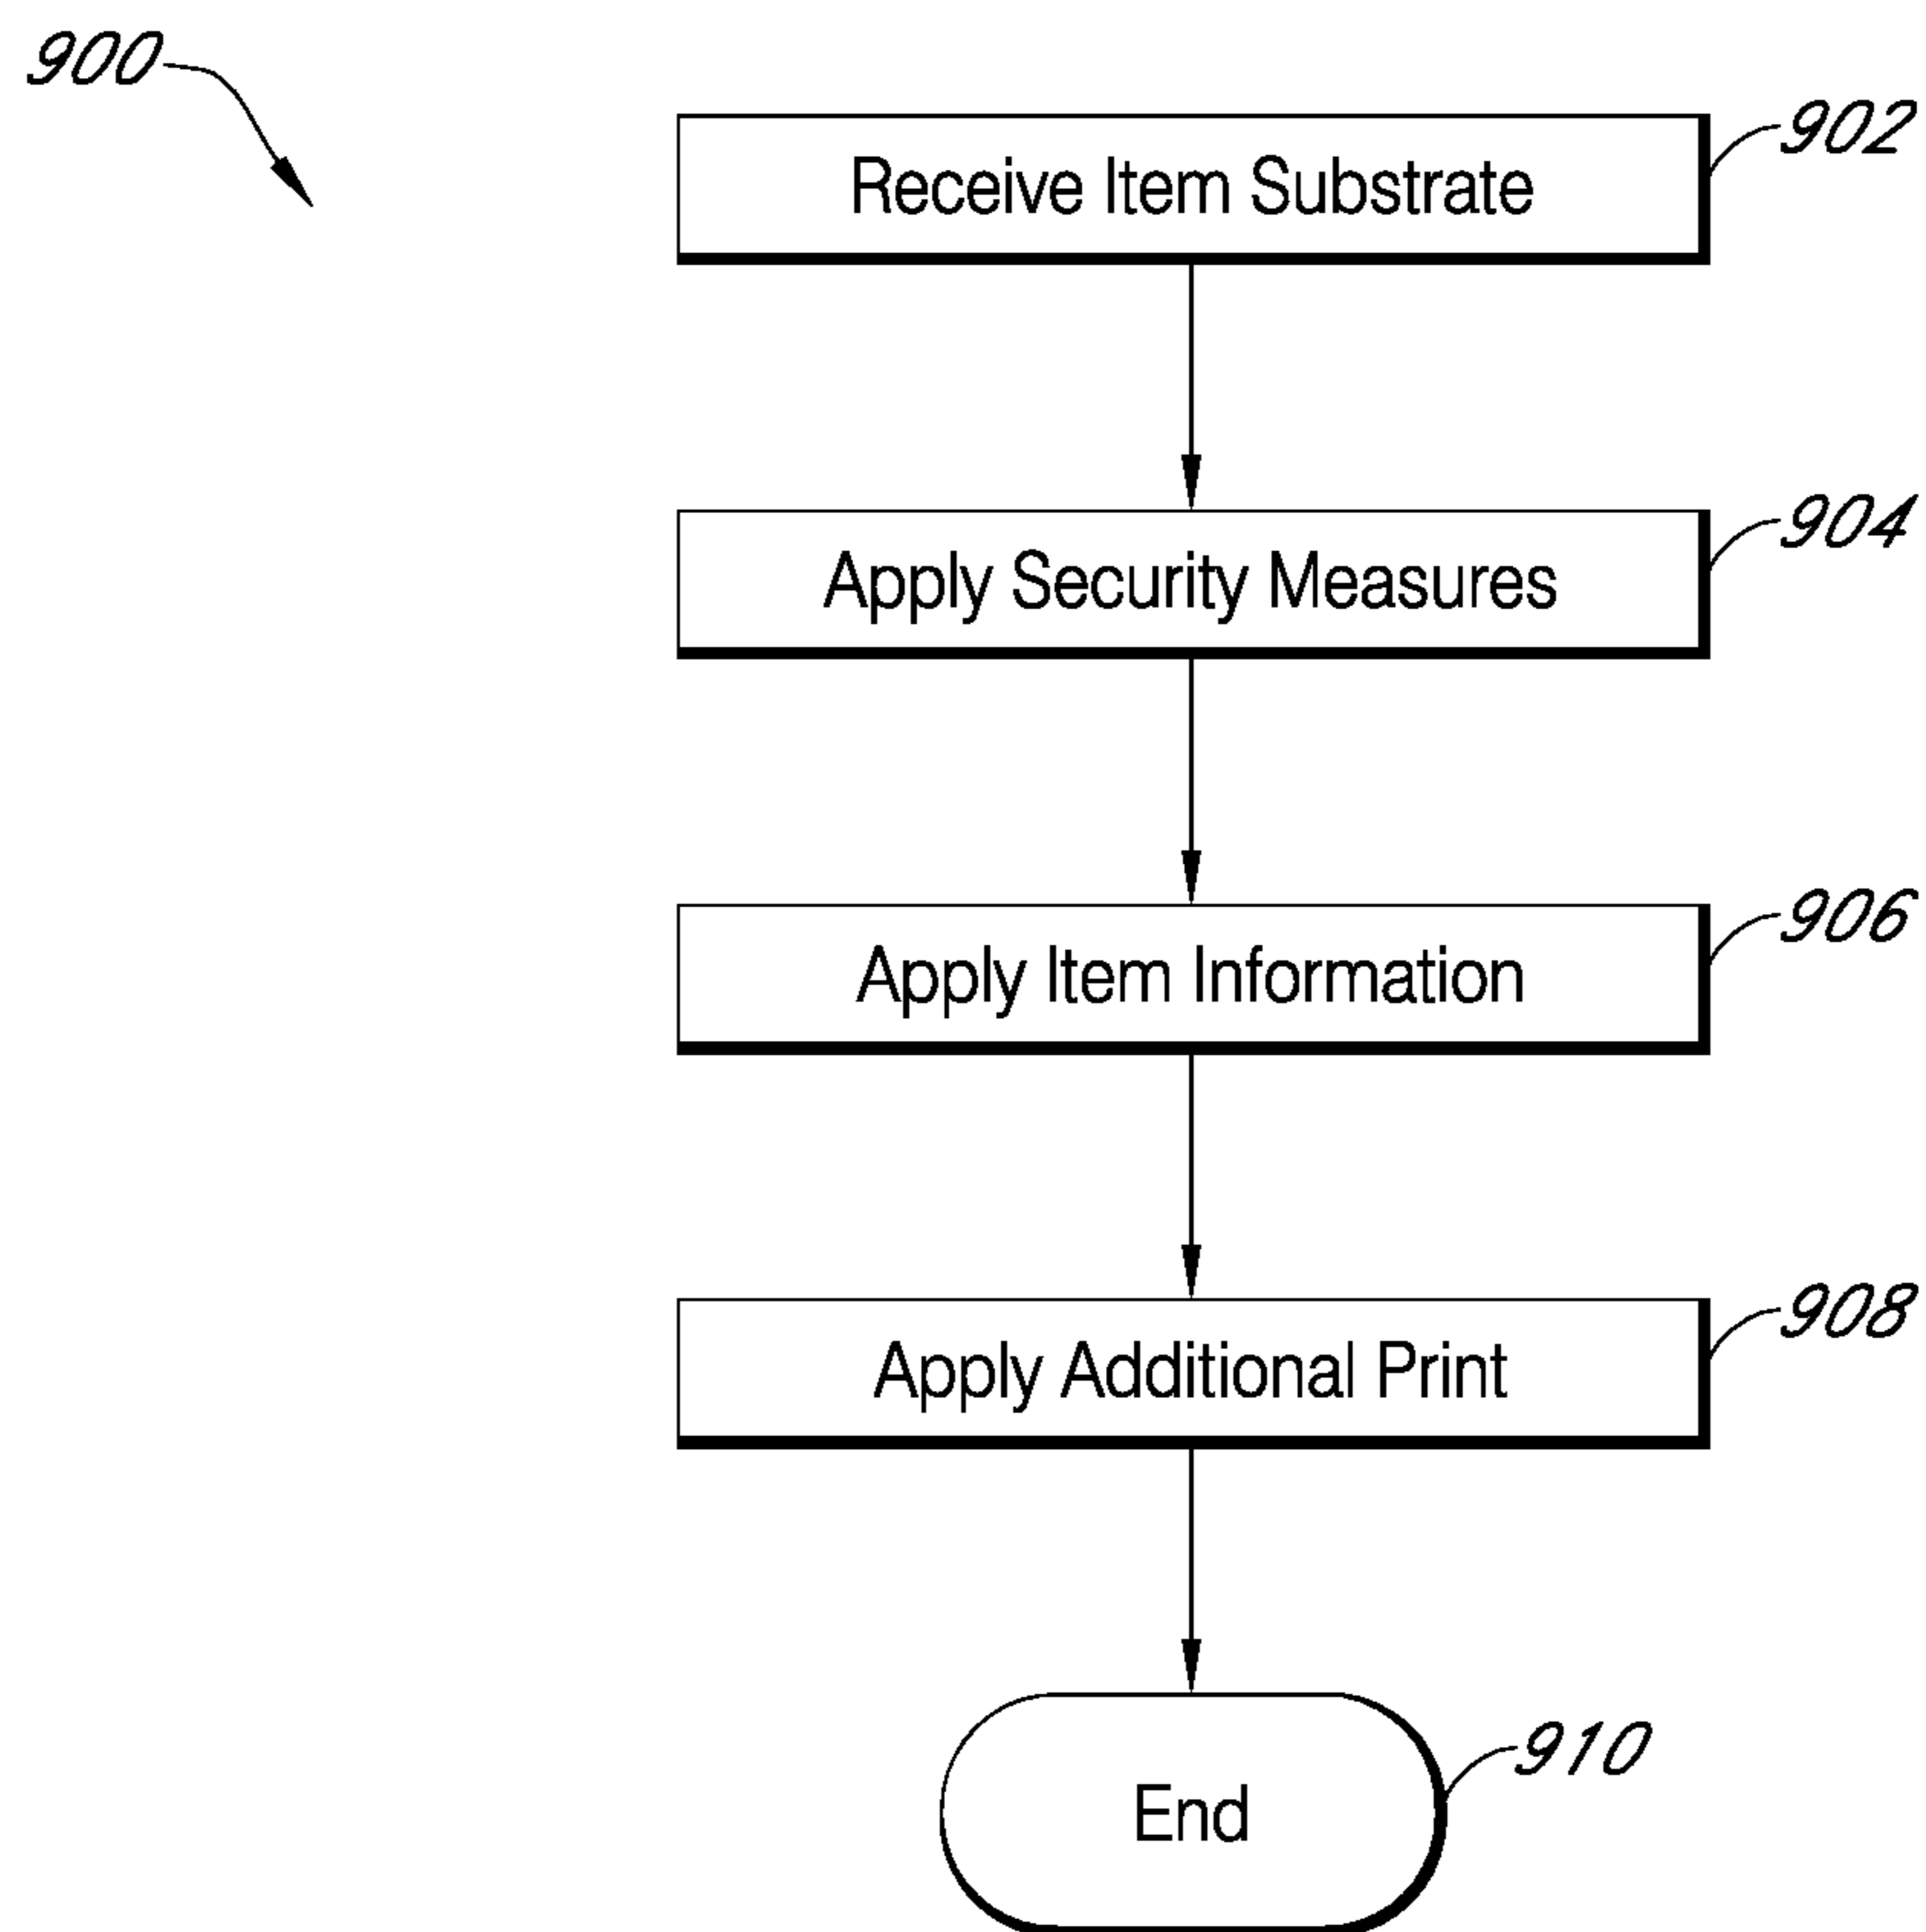 900
Receive Item Substrate
902
Apply Security Measures
904
Apply Item Information
906
Apply Additional Print
908
End
910